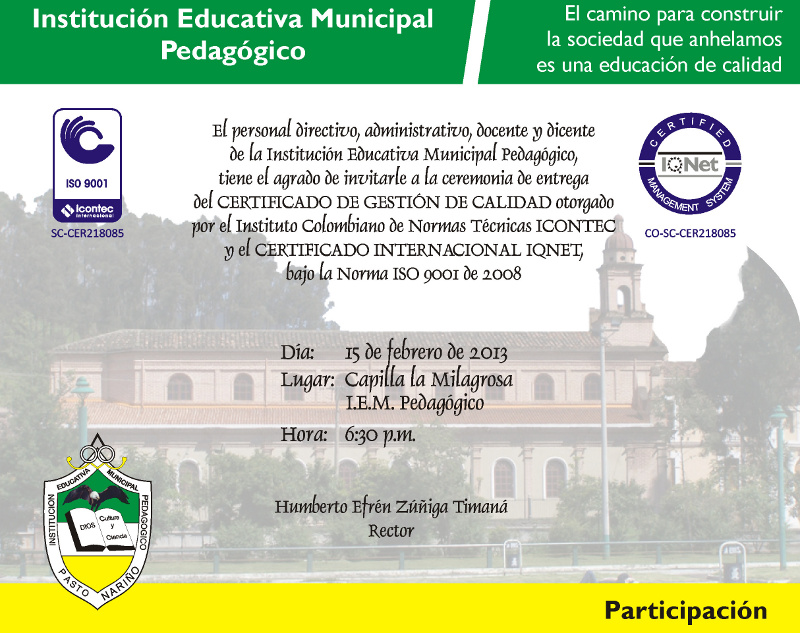 Institución Educativa Municipal
Pedagógico
El camino para construir
la sociedad que anhelamos
es una educación de calidad
ISO 9001
Icontec
internacional
SC-CER218085
El personal directivo, administrativo, docente y dicente
de la Institución Educativa Municipal Pedagógico,
tiene el agrado de invitarle a la ceremonia de entrega
del CERTIFICADO DE GESTIÓN DE CALIDAD otorgado
por el Instituto Colombiano de Normas Técnicas ICONTEC
y el CERTIFICADO INTERNACIONAL IQNET,
bajo la Norma ISO 9001 de 2008
CERTIFIED
IQNet
MANAGEMENT SYSTEM
CO-SC-CER218085
Día: 15 de febrero de 2013
Lugar: Capilla la Milagrosa
I.E.M. Pedagógico
Hora: 6:30 p.m.
Humberto Efrén Zúñiga Timaná
Rector
INSTITUCION EDUCATIVA MUNICIPAL PEDAGOGICO
DIOS
Cultura
y
Ciencia
PASTO NARIÑO
Participación